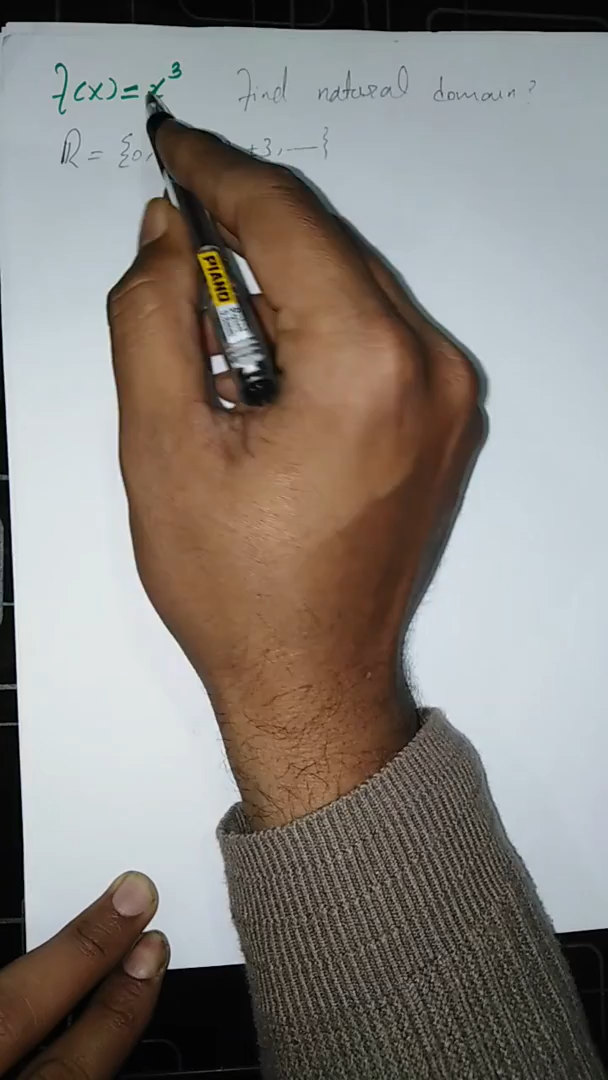 f(x) = x³ Find natural domain?
R = {0, +3, ---}
PIANO